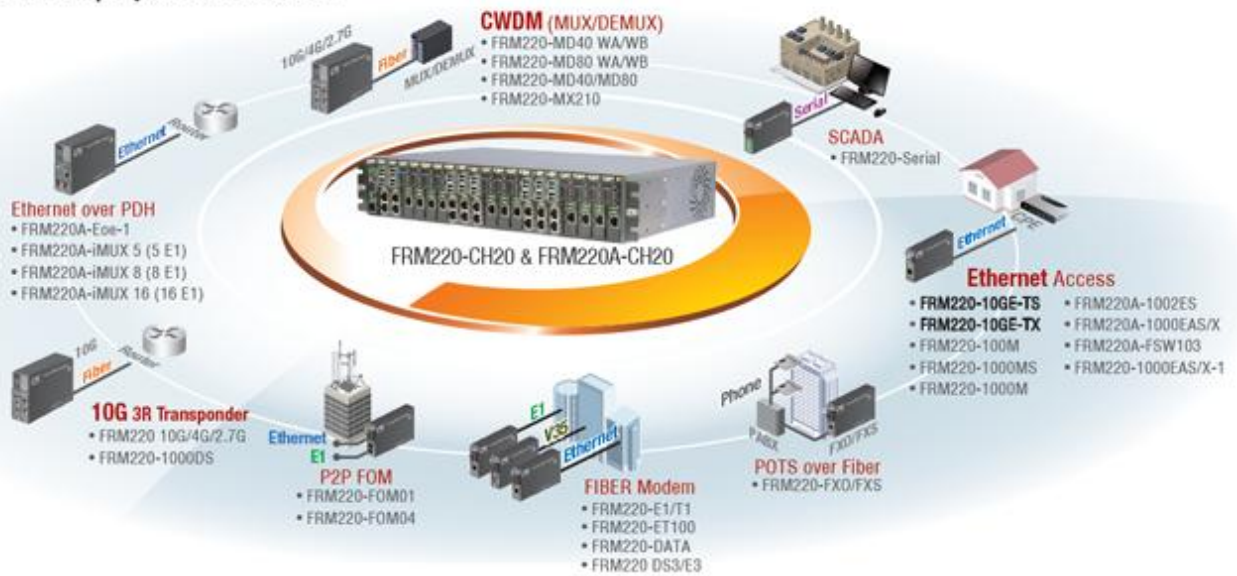 CWDM (MUX/DEMUX)
• FRM220-MD40 WA/WB
• FRM220-MD80 WA/WB
• FRM220-MD40/MD80
• FRM220-MX210
10G/4G/2.7G
Fiber
MUX/DEMUX
Serial
SCADA
• FRM220-Serial
Ethernet
Router
Ethernet over PDH
• FRM220A-Eoe-1
• FRM220A-iMUX 5 (5 E1)
• FRM220A-iMUX 8 (8 E1)
• FRM220A-iMUX 16 (16 E1)
FRM220-CH20 & FRM220A-CH20
CPE
Ethernet
Ethernet Access
• FRM220-10GE-TS
• FRM220-10GE-TX
• FRM220-100M
• FRM220-1000MS
• FRM220-1000M
• FRM220A-1002ES
• FRM220A-1000EAS/X
• FRM220A-FSW103
• FRM220-1000EAS/X-1
10G
Fiber
Router
10G 3R Transponder
• FRM220 10G/4G/2.7G
• FRM220-1000DS
Ethernet
E1
P2P FOM
• FRM220-FOM01
• FRM220-FOM04
E1
V35
Ethernet
FIBER Modem
• FRM220-E1/T1
• FRM220-ET100
• FRM220-DATA
• FRM220 DS3/E3
Phone
PABX
FXO/FXS
POTS over Fiber
• FRM220-FXO/FXS